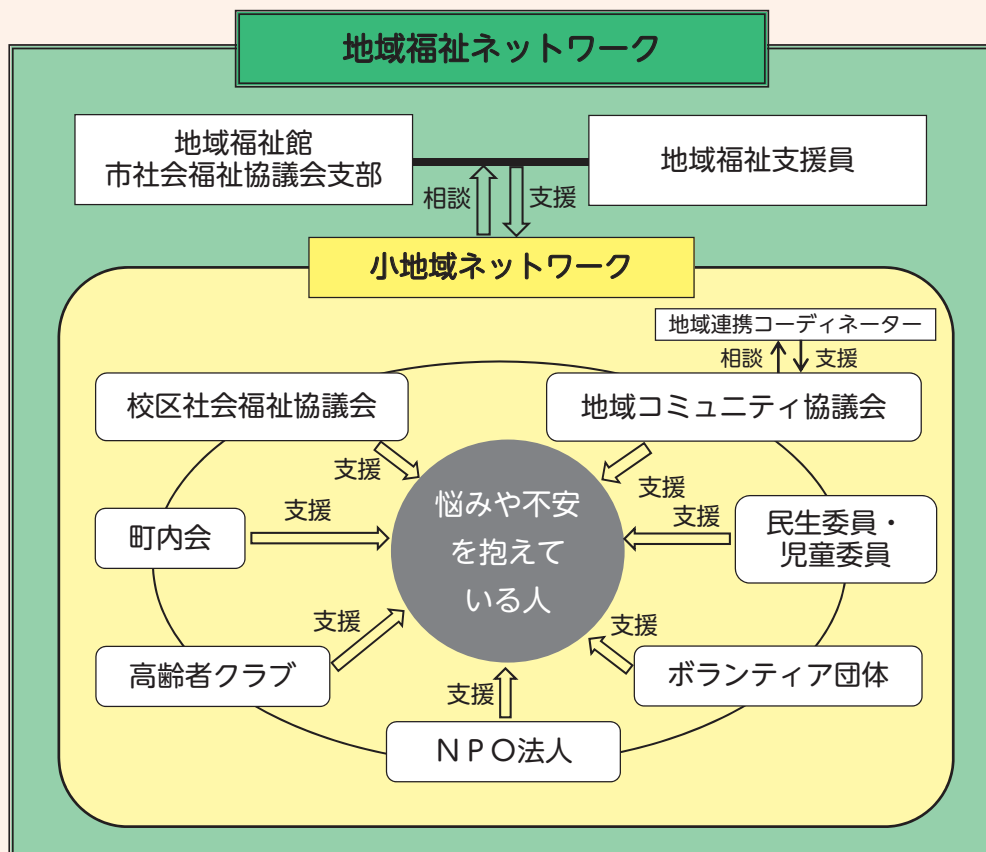 地域福祉ネットワーク
地域福祉館
市社会福祉協議会支部
地域福祉支援員
相談
支援
小地域ネットワーク
地域連携コーディネーター
相談
支援
校区社会福祉協議会
地域コミュニティ協議会
支援
支援
悩みや不安
を抱えて
いる人
町内会
支援
支援
民生委員・
児童委員
高齢者クラブ
支援
支援
ボランティア団体
支援
NPO法人